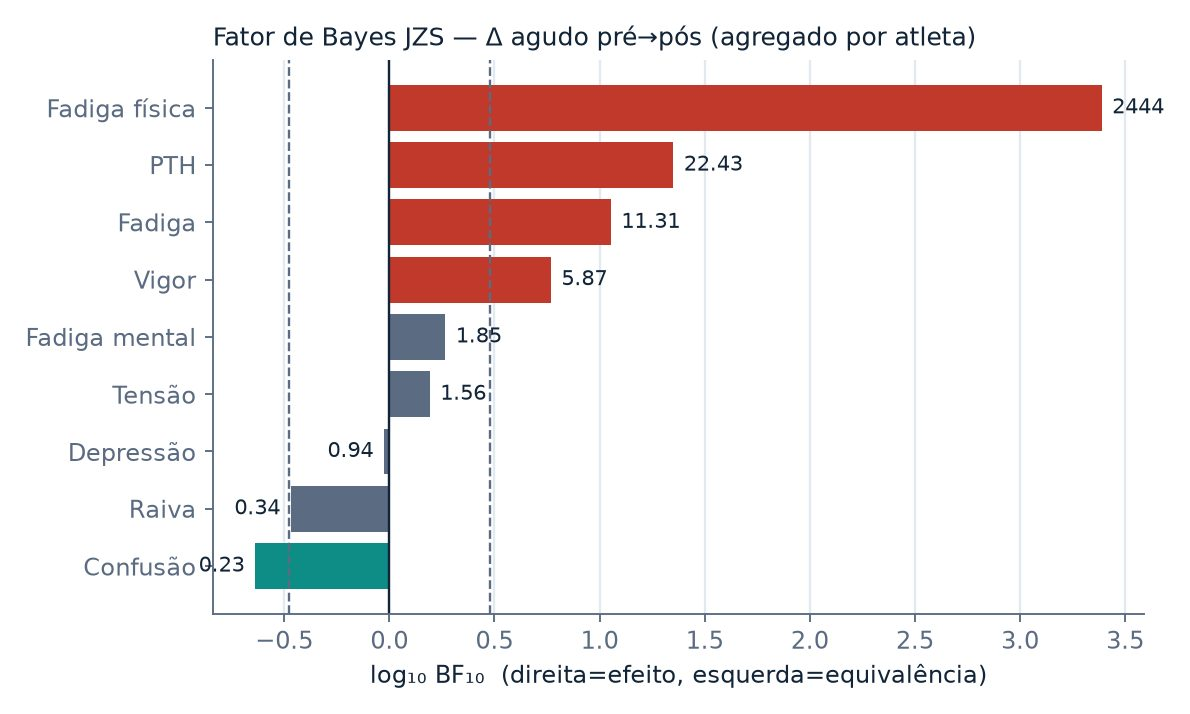 Fator de Bayes JZS — Δ agudo pré→pós (agregado por atleta)
Fadiga física 2444
PTH 22.43
Fadiga 11.31
Vigor 5.87
Fadiga mental 1.85
Tensão 1.56
Depressão 0.94
Raiva 0.34
Confusão 0.23
−0.5 0.0 0.5 1.0 1.5 2.0 2.5 3.0 3.5
log₁₀ BF₁₀ (direita=efeito, esquerda=equivalência)